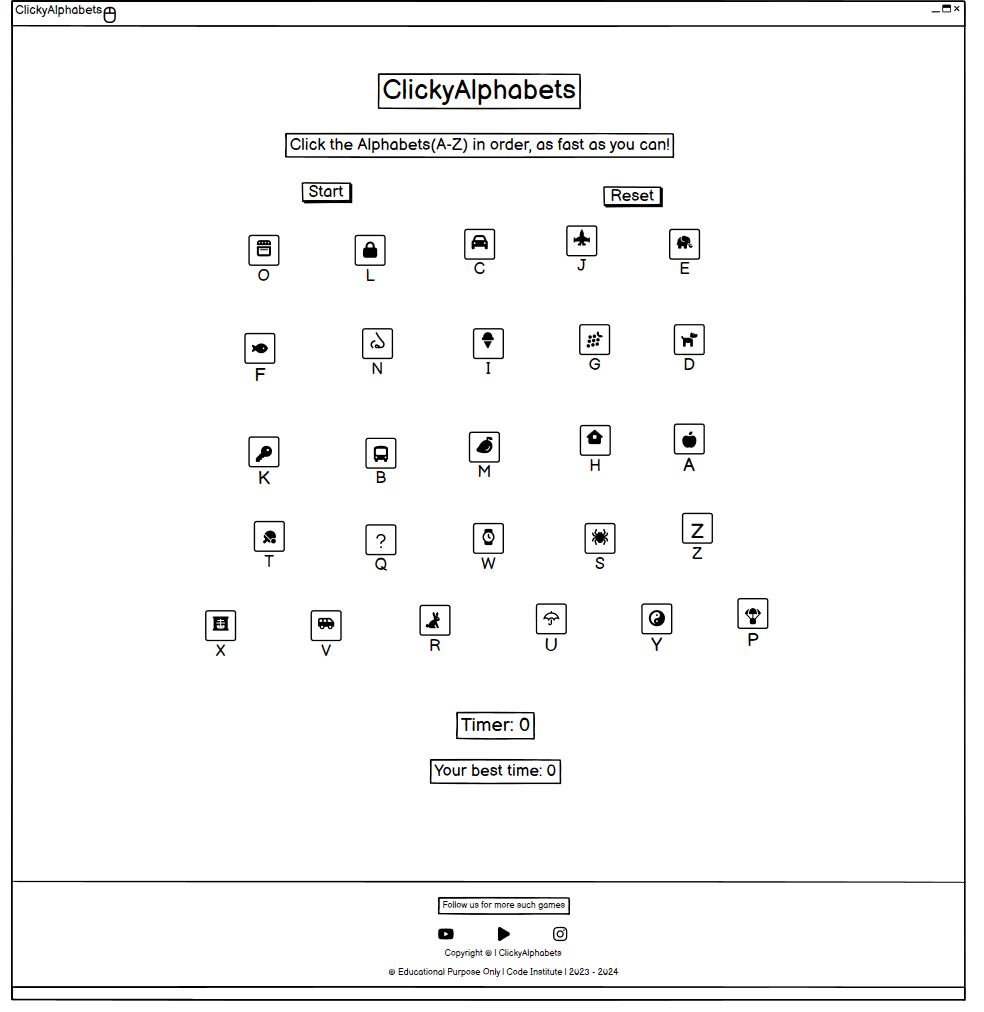 ClickyAlphabets
ClickyAlphabets
Click the Alphabets(A-Z) in order, as fast as you can!
Start Reset
O L C J E
F N I G D
K B M H A
? Z
T Q W S Z
X V R U Y P
Timer: 0
Your best time: 0
Follow us for more such games
Copyright © | ClickyAlphabets
© Educational Purpose Only | Code Institute | 2023 - 2024